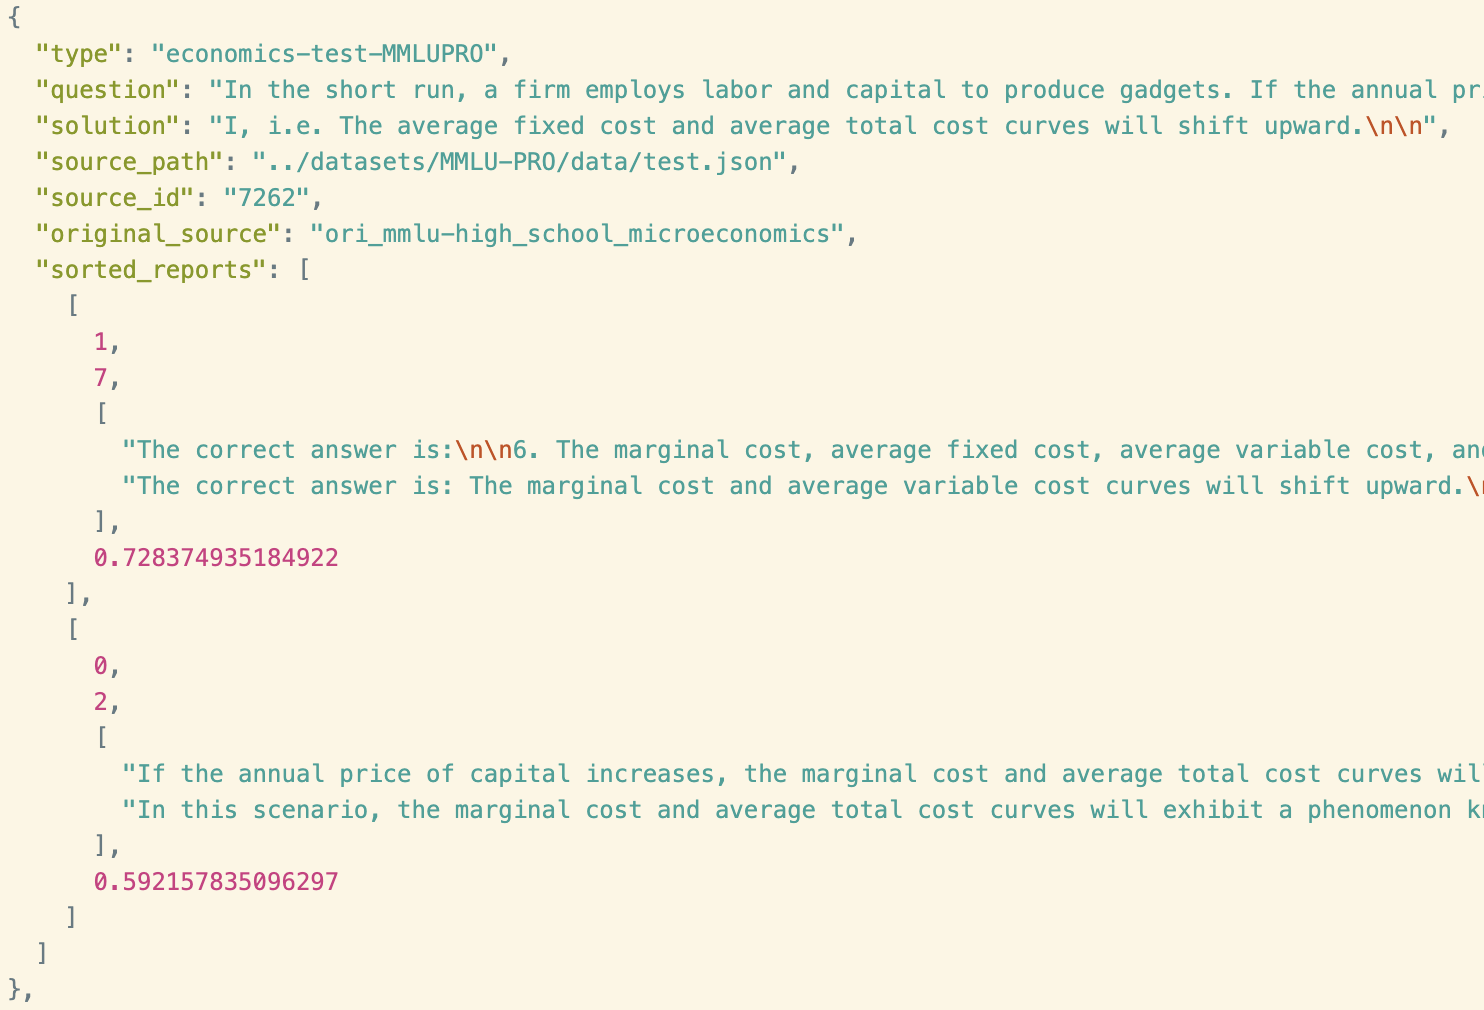 {
"type": "economics-test-MMLUPRO",
"question": "In the short run, a firm employs labor and capital to produce gadgets. If the annual
"solution": "I, i.e. The average fixed cost and average total cost curves will shift upward.\n\n",
"source_path": "../datasets/MMLU-PRO/data/test.json",
"source_id": "7262",
"original_source": "ori_mmlu-high_school_microeconomics",
"sorted_reports": [
[
1,
7,
[
"The correct answer is:\n\n6. The marginal cost, average fixed cost, average variable cost,
"The correct answer is: The marginal cost and average variable cost curves will shift upward.
],
0.728374935184922
],
[
0,
2,
[
"If the annual price of capital increases, the marginal cost and average total cost curves
"In this scenario, the marginal cost and average total cost curves will exhibit a phenomenon
],
0.592157835096297
]
]
},